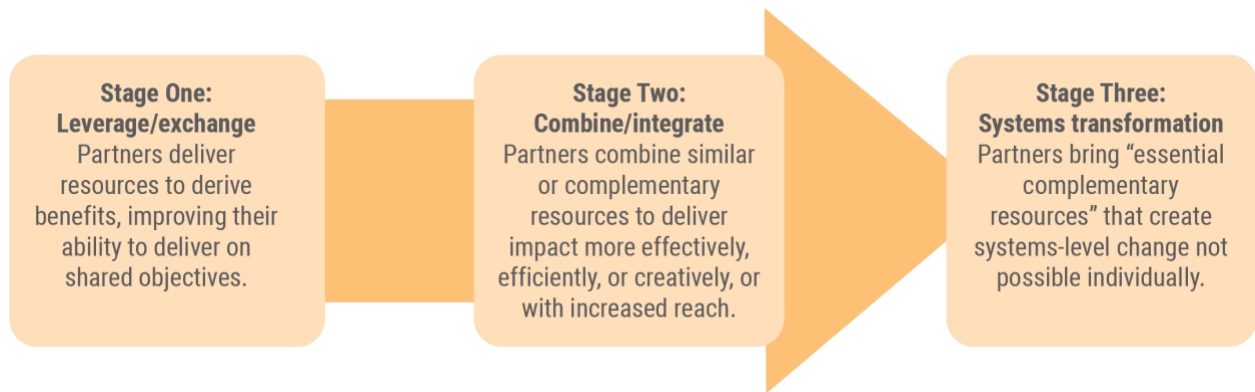 Stage One:
Leverage/exchange
Partners deliver
resources to derive
benefits, improving their
ability to deliver on
shared objectives.
Stage Two:
Combine/integrate
Partners combine similar
or complementary
resources to deliver
impact more effectively,
efficiently, or creatively, or
with increased reach.
Stage Three:
Systems transformation
Partners bring “essential
complementary
resources” that create
systems-level change not
possible individually.